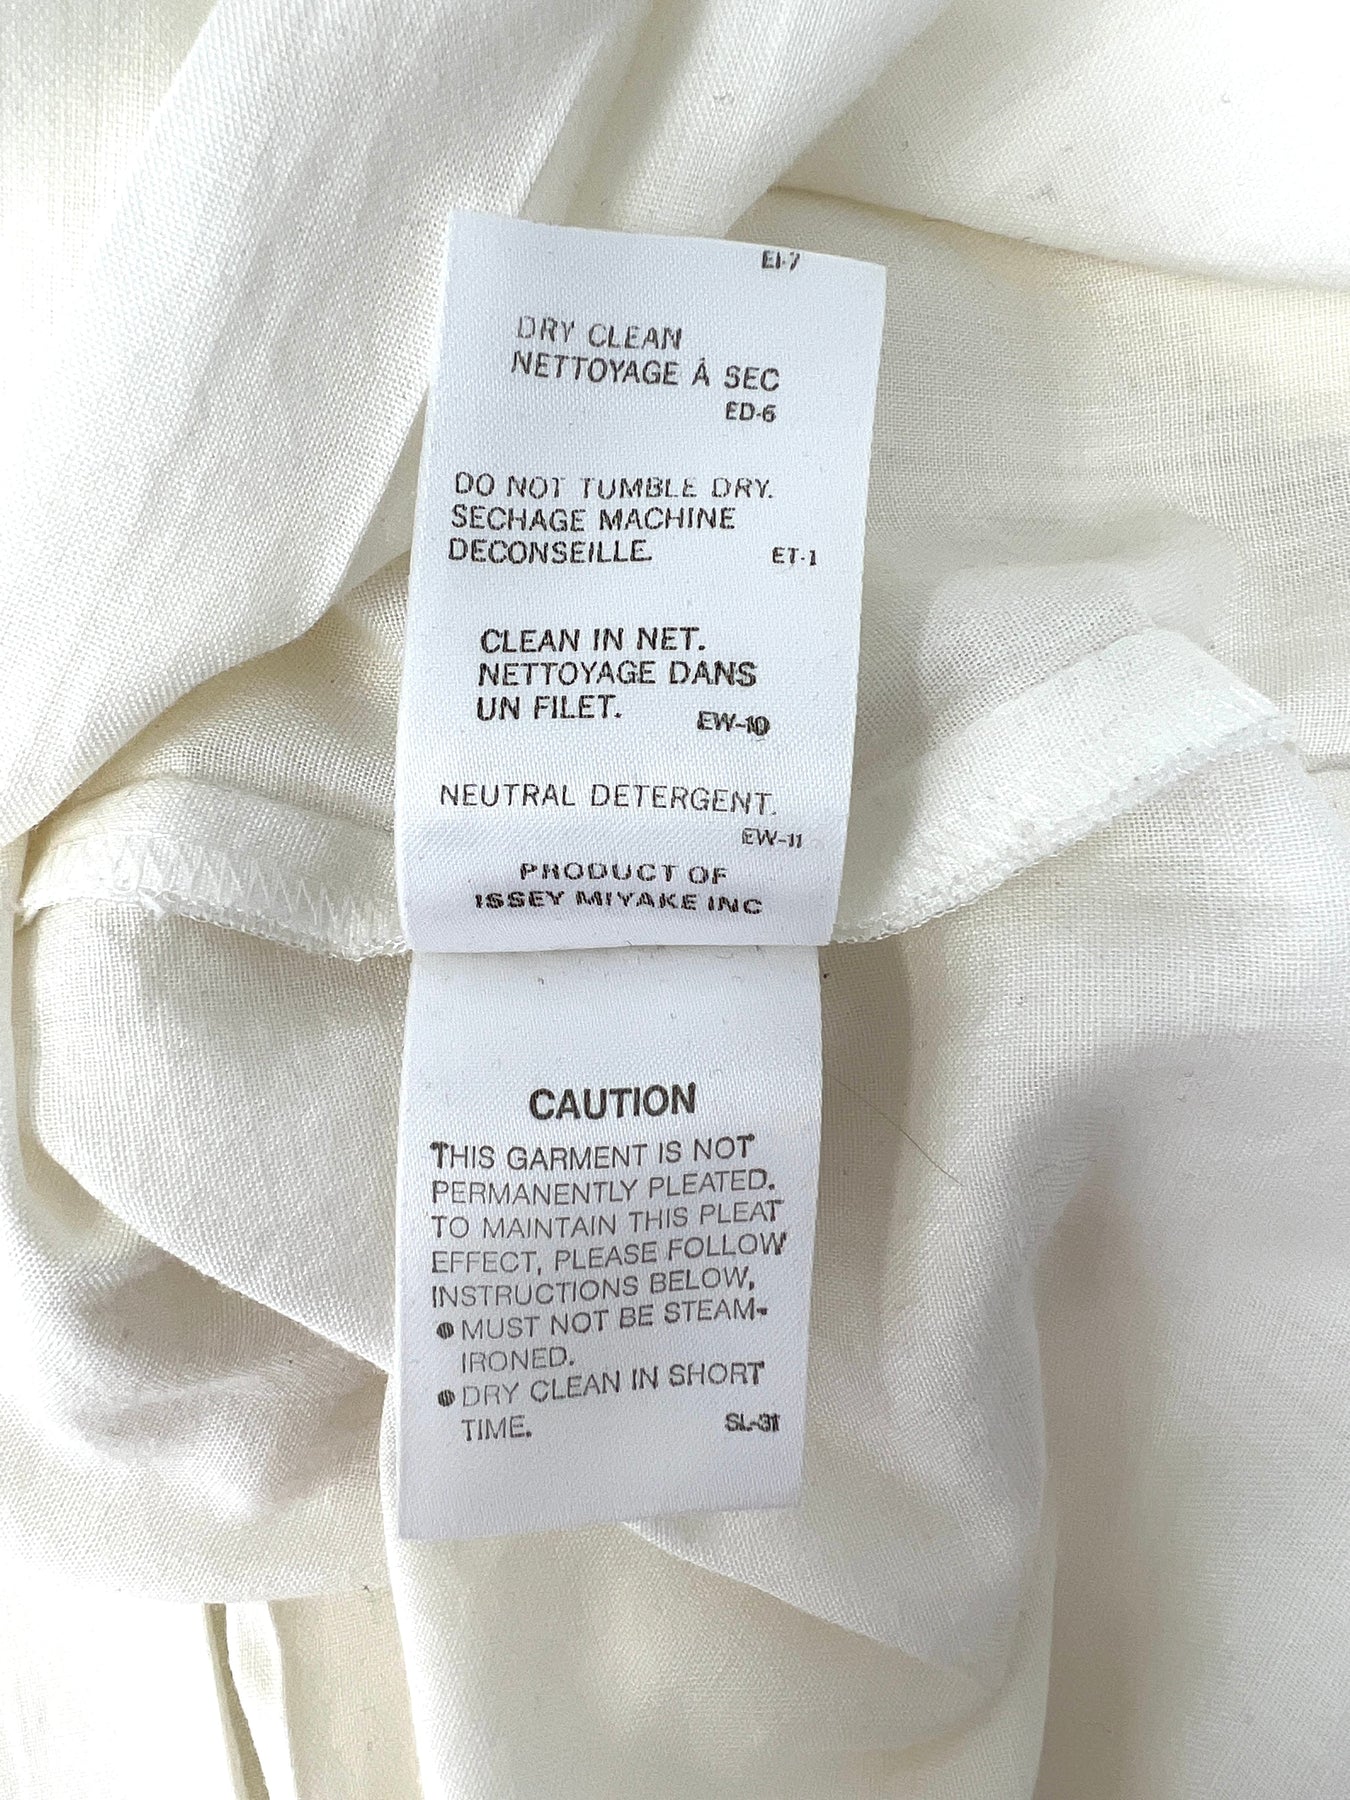 EI-7
DRY CLEAN
NETTOYAGE À SEC
ED-6
DO NOT TUMBLE DRY.
SECHAGE MACHINE
DECONSEILLE. ET-1
CLEAN IN NET.
NETTOYAGE DANS
UN FILET. EW-10
NEUTRAL DETERGENT.
EW-11
PRODUCT OF
ISSEY MIYAKE INC
CAUTION
THIS GARMENT IS NOT
PERMANENTLY PLEATED.
TO MAINTAIN THIS PLEAT
EFFECT, PLEASE FOLLOW
INSTRUCTIONS BELOW,
● MUST NOT BE STEAM-
IRONED.
● DRY CLEAN IN SHORT
TIME. SL-31